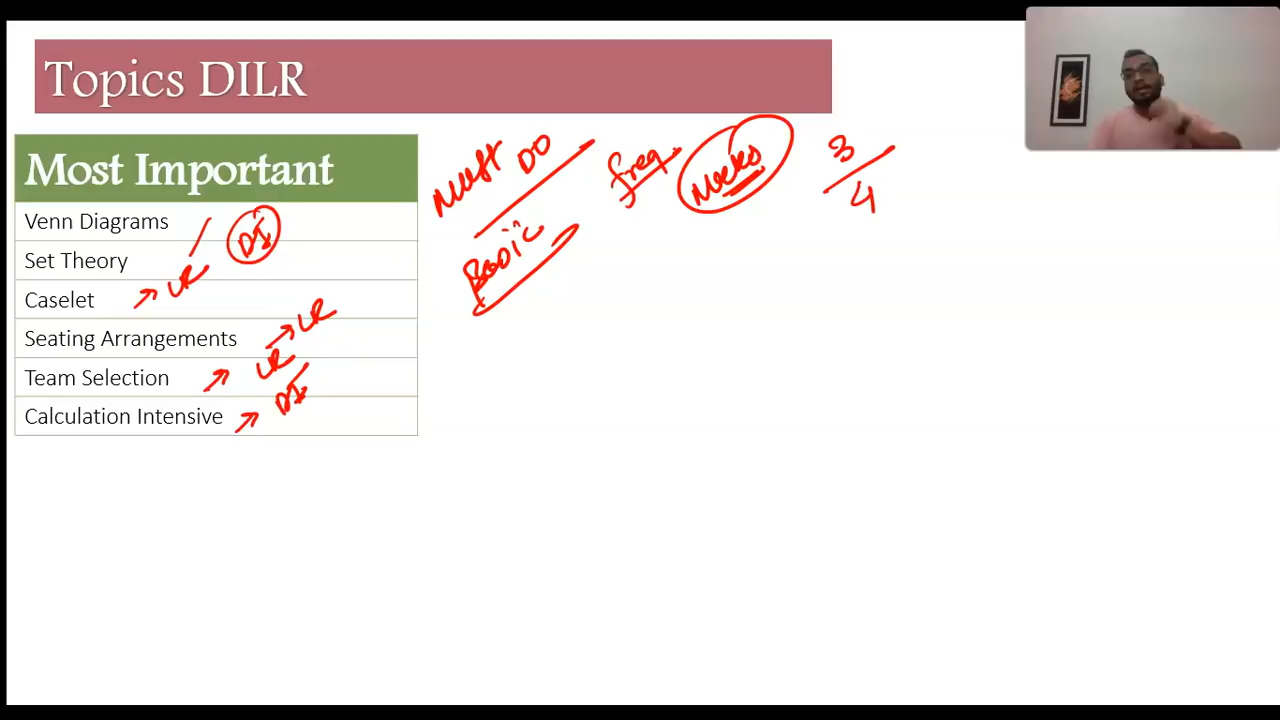 Topics DILR
Most Important
Must DO
freq
Mocks
3
4
Venn Diagrams
DI
Basic
Set Theory
LR
Caselet
LR
Seating Arrangements
LR
Team Selection
DI
Calculation Intensive